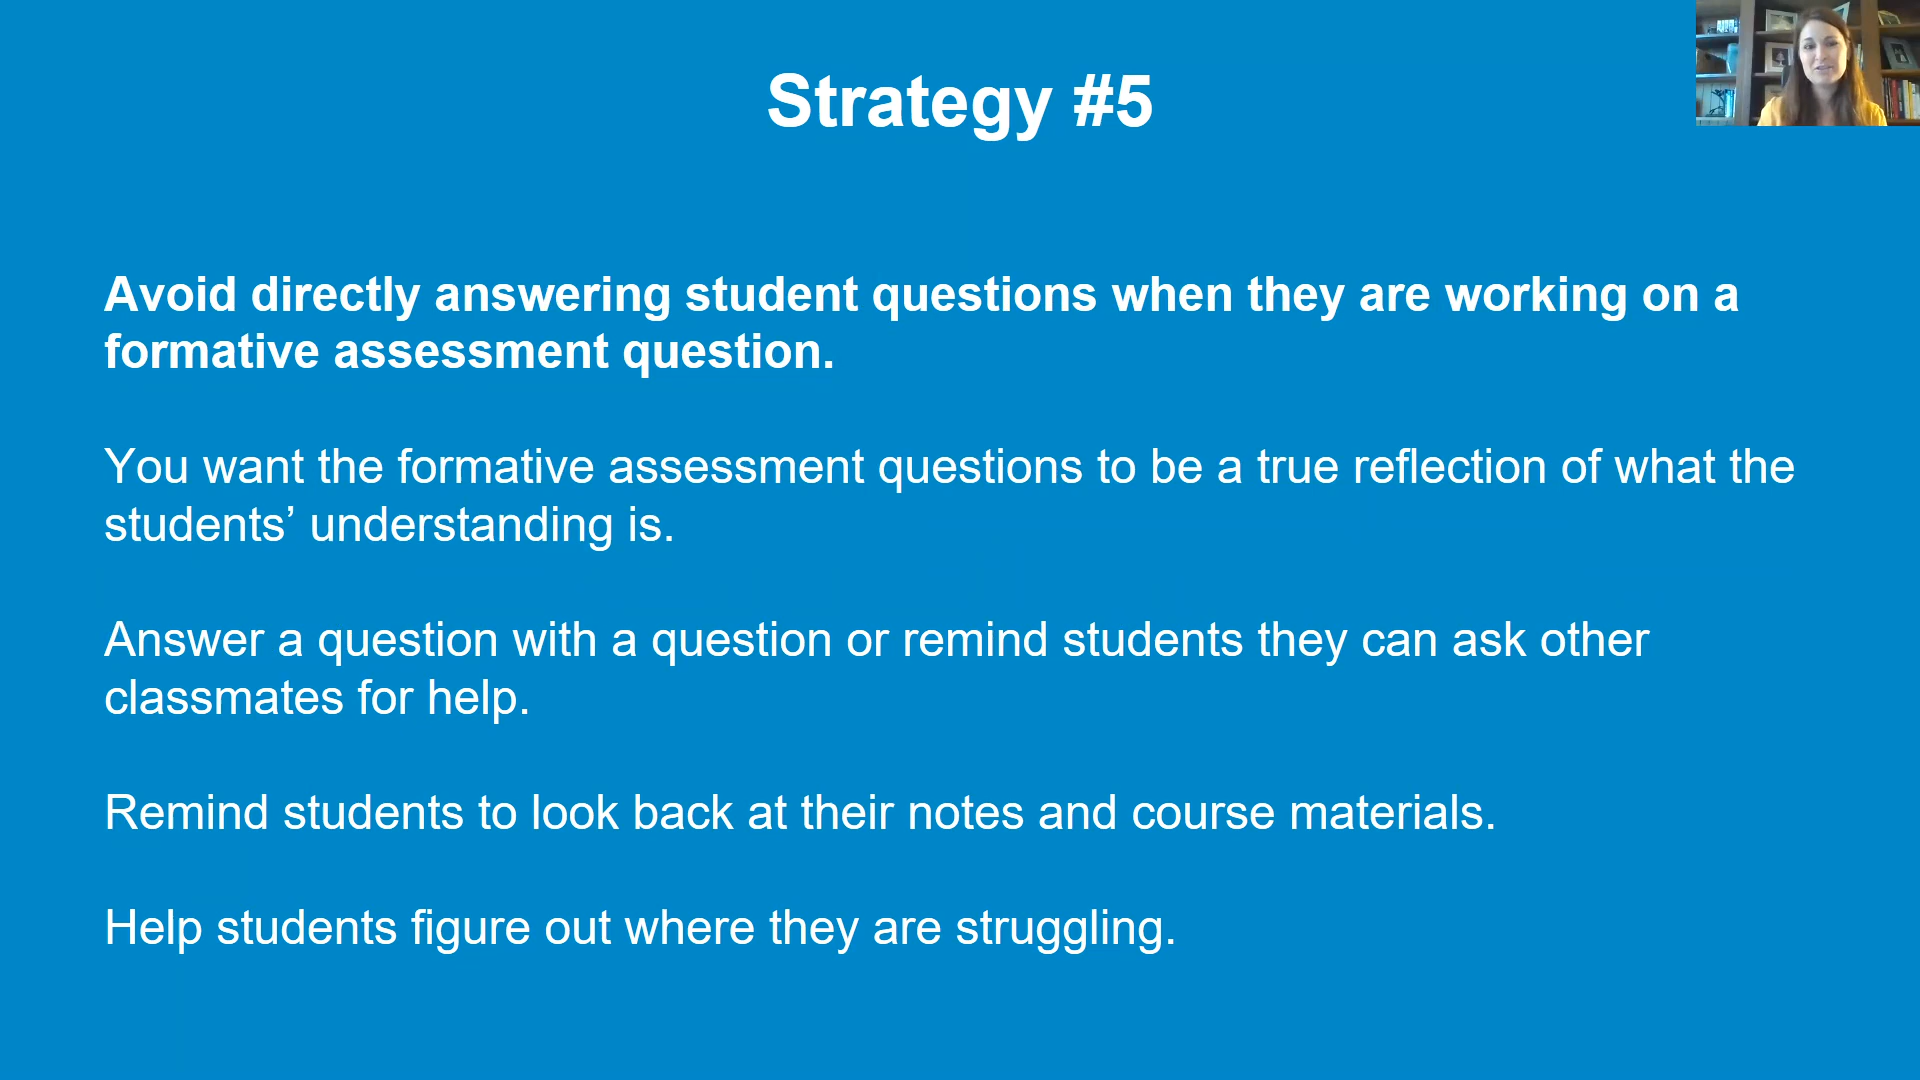 Strategy #5
Avoid directly answering student questions when they are working on a
formative assessment question.
You want the formative assessment questions to be a true reflection of what the
students’ understanding is.
Answer a question with a question or remind students they can ask other
classmates for help.
Remind students to look back at their notes and course materials.
Help students figure out where they are struggling.